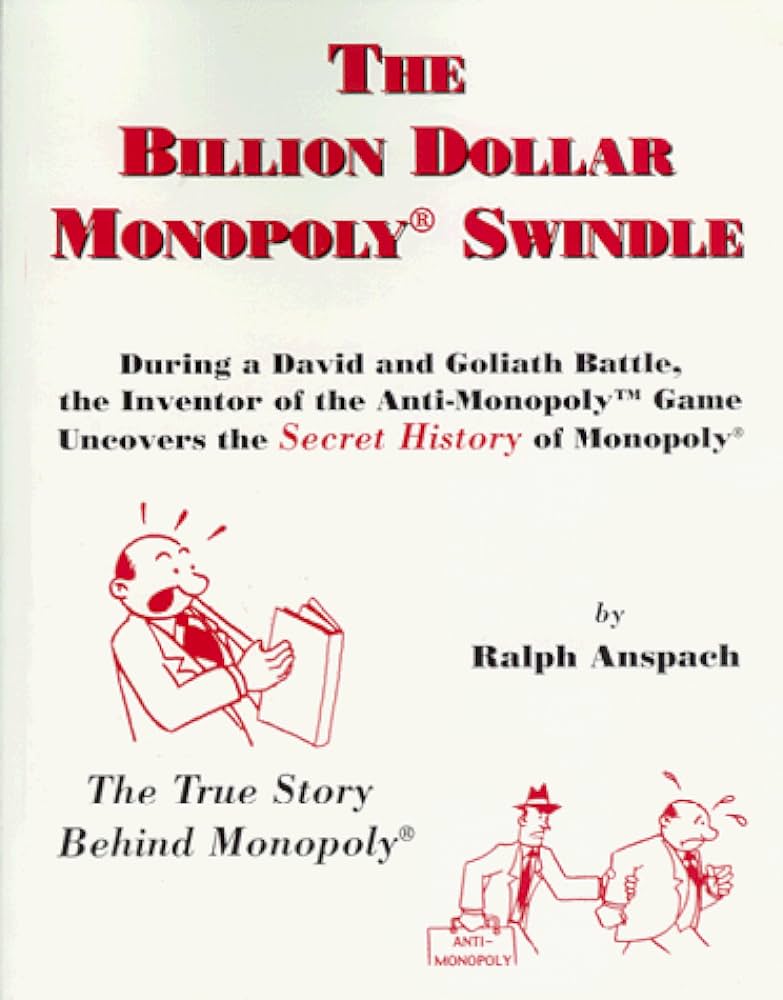 THE
BILLION DOLLAR
MONOPOLY® SWINDLE
During a David and Goliath Battle,
the Inventor of the Anti-Monopoly™ Game
Uncovers the Secret History of Monopoly®
by
Ralph Anspach
The True Story
Behind Monopoly®
ANTI-
MONOPOLY